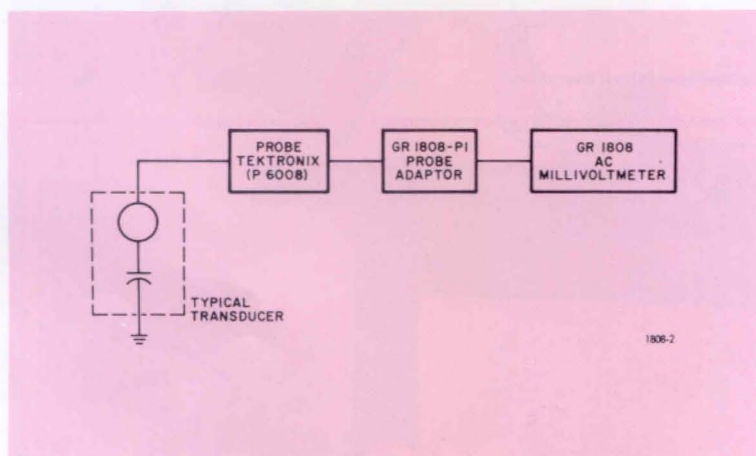 PROBE
TEKTRONIX
(P 6008)
GR 1808-P1
PROBE
ADAPTOR
GR 1808
AC
MILLIVOLTMETER
TYPICAL
TRANSDUCER
1808-2